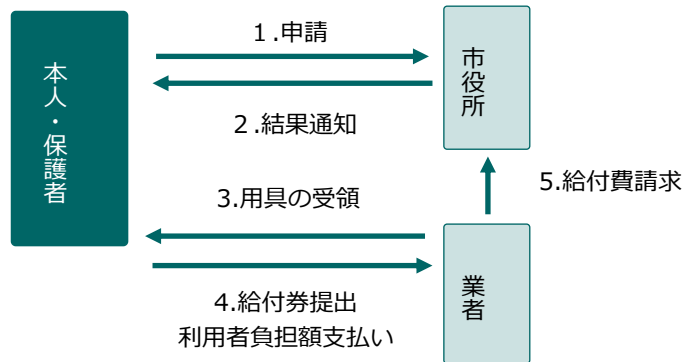 本人・保護者
1.申請
市役所
2.結果通知
3.用具の受領
5.給付費請求
業者
4.給付券提出
利用者負担額支払い